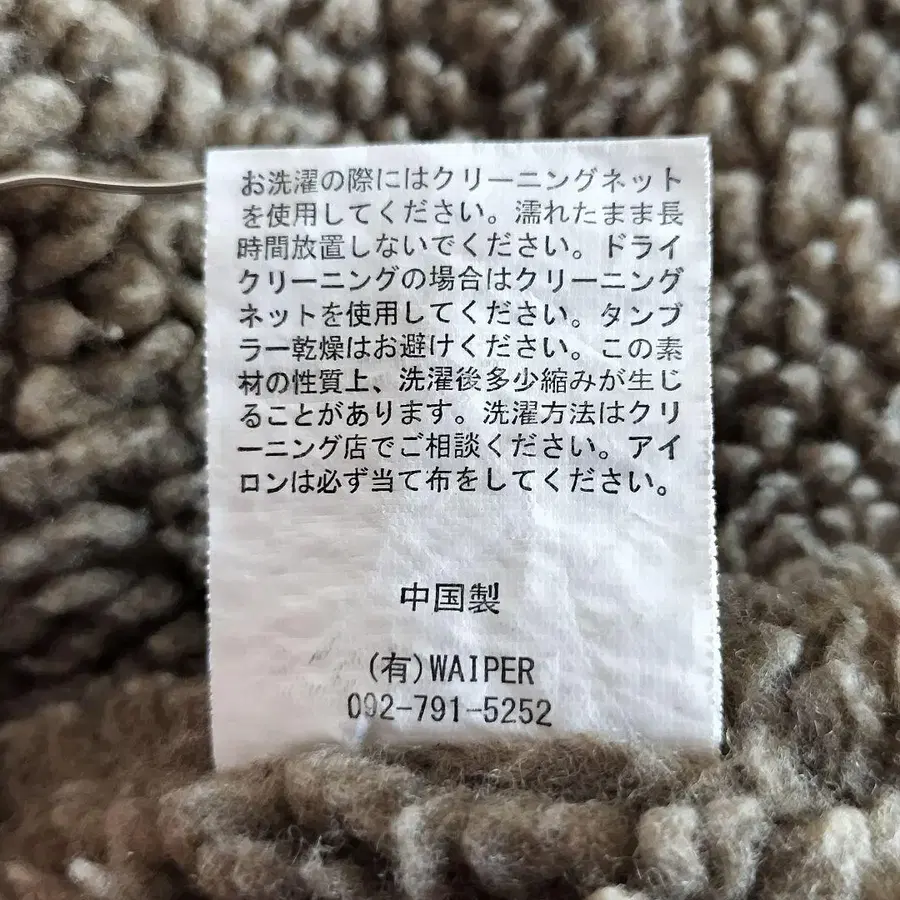 お洗濯の際にはクリーニングネット
を使用してください。濡れたまま長
時間放置しないでください。ドライ
クリーニングの場合はクリーニング
ネットを使用してください。タンブ
ラー乾燥はお避けください。この素
材の性質上、洗濯後多少縮みが生じ
ることがあります。洗濯方法はクリ
ーニング店でご相談ください。アイ
ロンは必ず当て布をしてください。
中国製
(有)WAIPER
092-791-5252